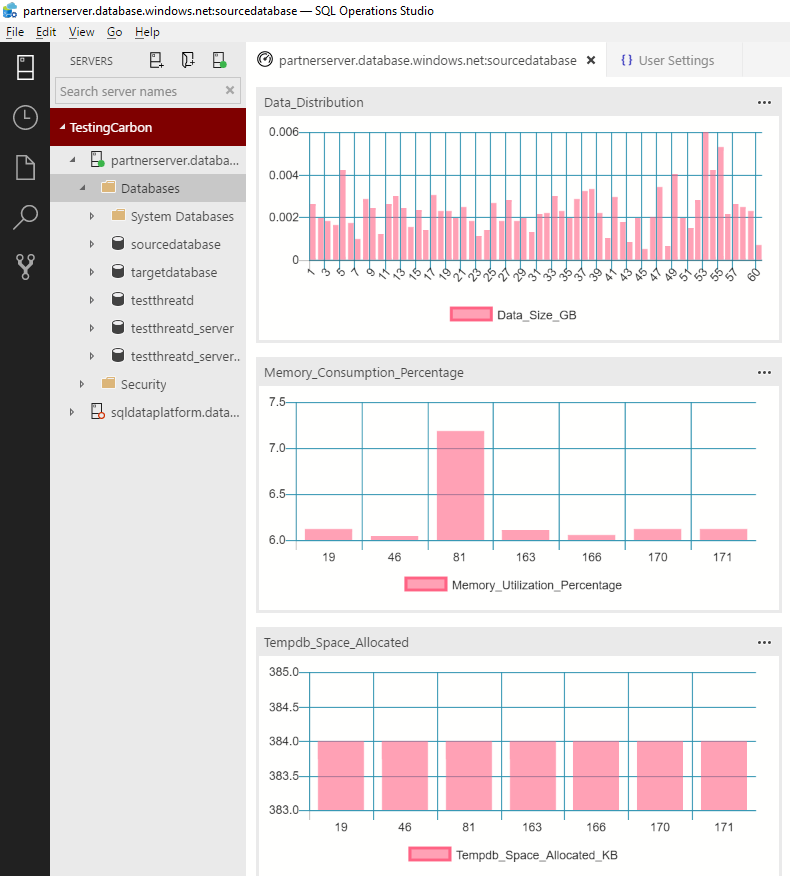 partnerserver.database.windows.net:sourcedatabase — SQL Operations Studio
File Edit View Go Help
SERVERS
Search server names
TestingCarbon
partnerserver.databa...
Databases
System Databases
sourcedatabase
targetdatabase
testthreatd
testthreatd_server
testthreatd_server..
Security
sqldataplatform.data...
partnerserver.database.windows.net:sourcedatabase
{} User Settings
Data_Distribution
0.006
0.004
0.002
0
1 3 5 7 9 11 13 15 17 19 21 23 25 27 29 31 33 35 37 39 41 43 45 47 49 51 53 55 57 60
Data_Size_GB
Memory_Consumption_Percentage
7.5
7.0
6.5
6.0
19 46 81 163 166 170 171
Memory_Utilization_Percentage
Tempdb_Space_Allocated
385.0
384.5
384.0
383.5
383.0
19 46 81 163 166 170 171
Tempdb_Space_Allocated_KB